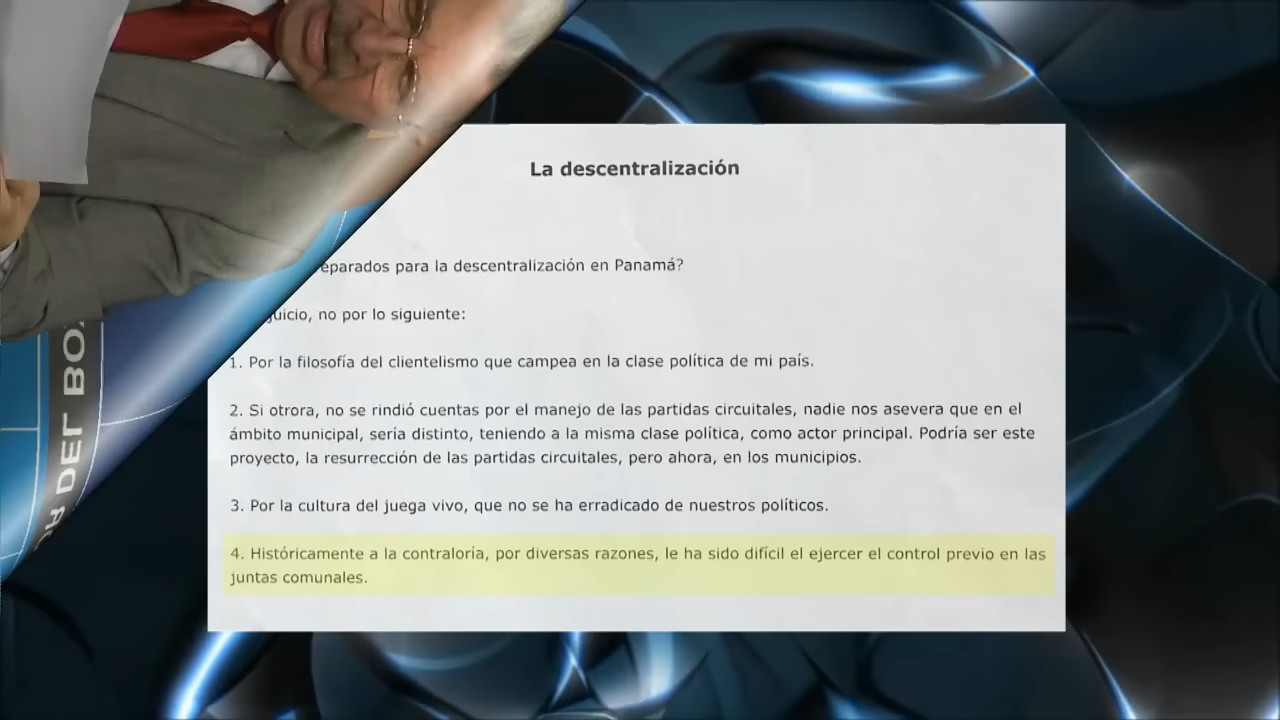 La descentralización
para la descentralización en Panamá?
no por lo siguiente:
1. Por la filosofía del clientelismo que campea en la clase política de mi país.
2. Si otrora, no se rindió cuentas por el manejo de las partidas circuitales, nadie nos asevera que en el
ámbito municipal, sería distinto, teniendo a la misma clase política, como actor principal. Podría ser este
proyecto, la resurrección de las partidas circuitales, pero ahora, en los municipios.
3. Por la cultura del juega vivo, que no se ha erradicado de nuestros políticos.
4. Históricamente a la contraloría, por diversas razones, le ha sido difícil el ejercer el control previo en las
juntas comunales.
DEL